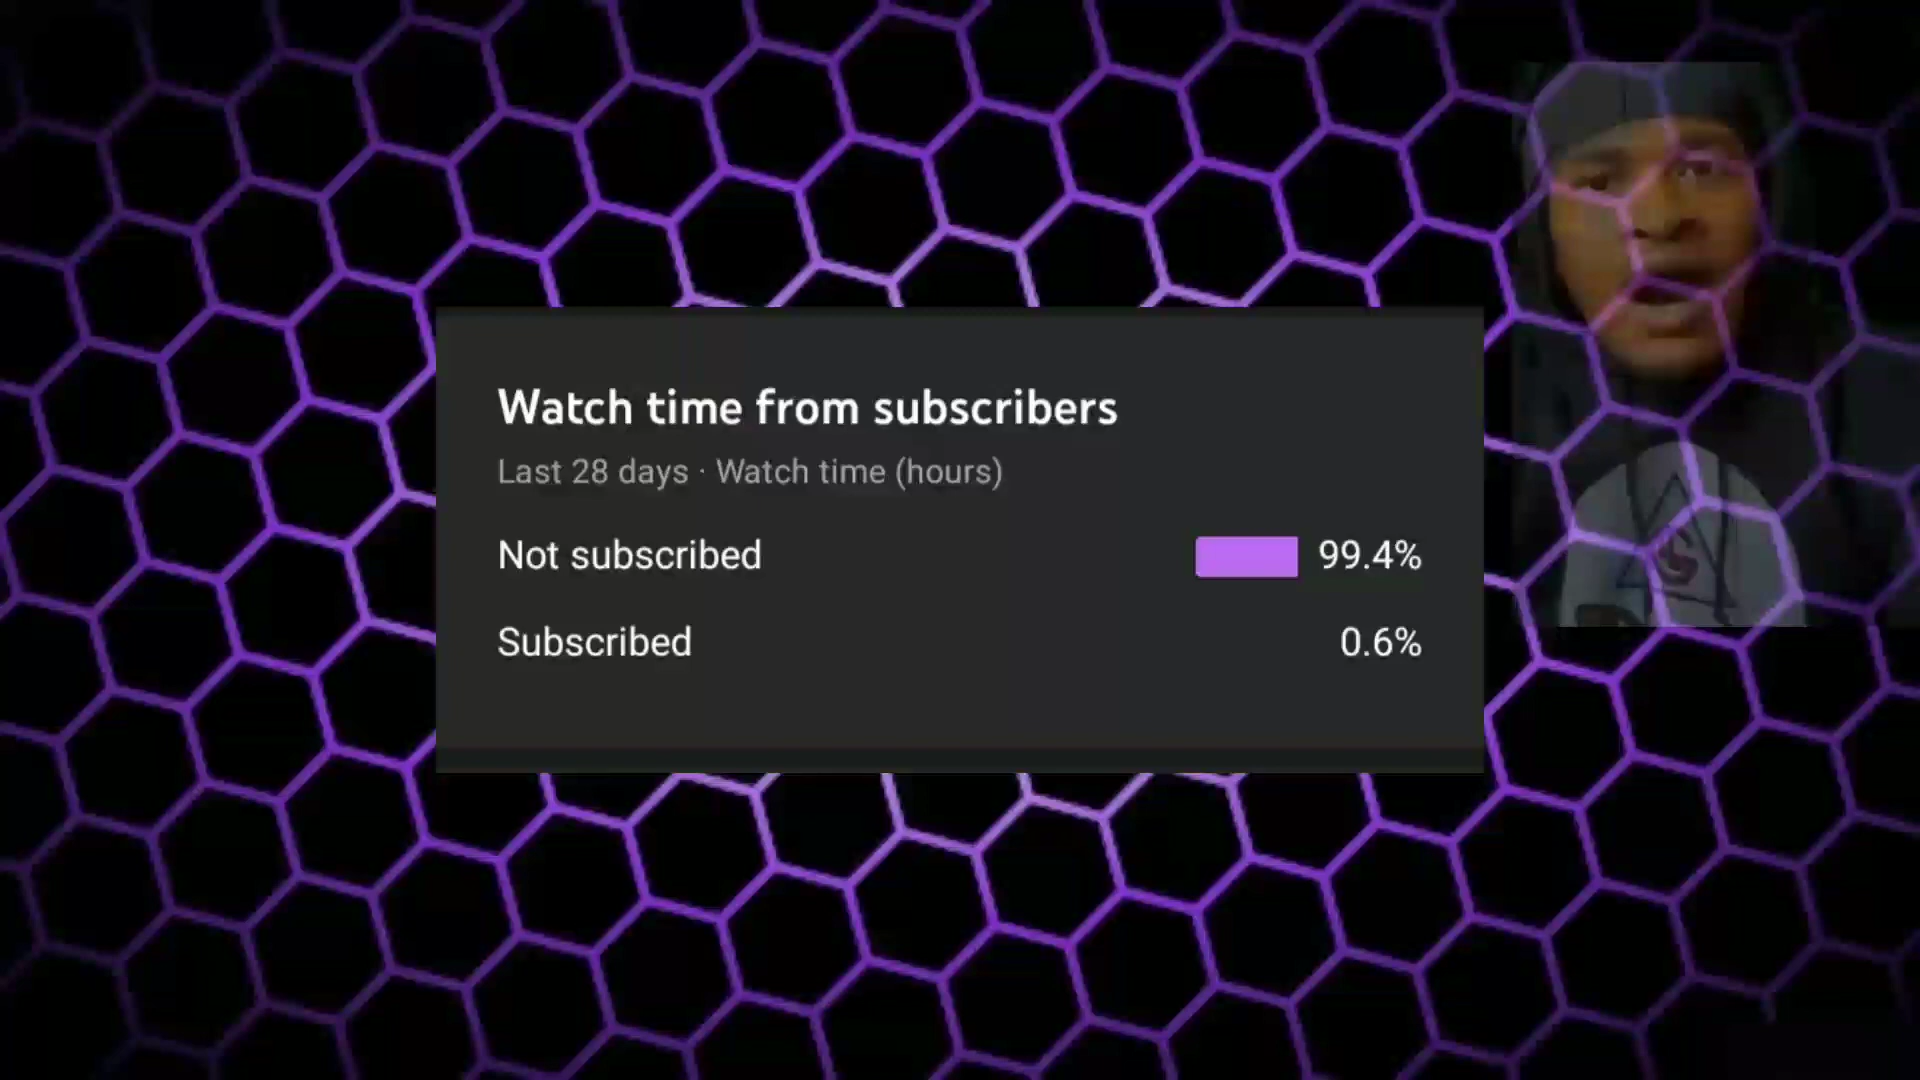 Watch time from subscribers
Last 28 days · Watch time (hours)
Not subscribed 99.4%
Subscribed 0.6%